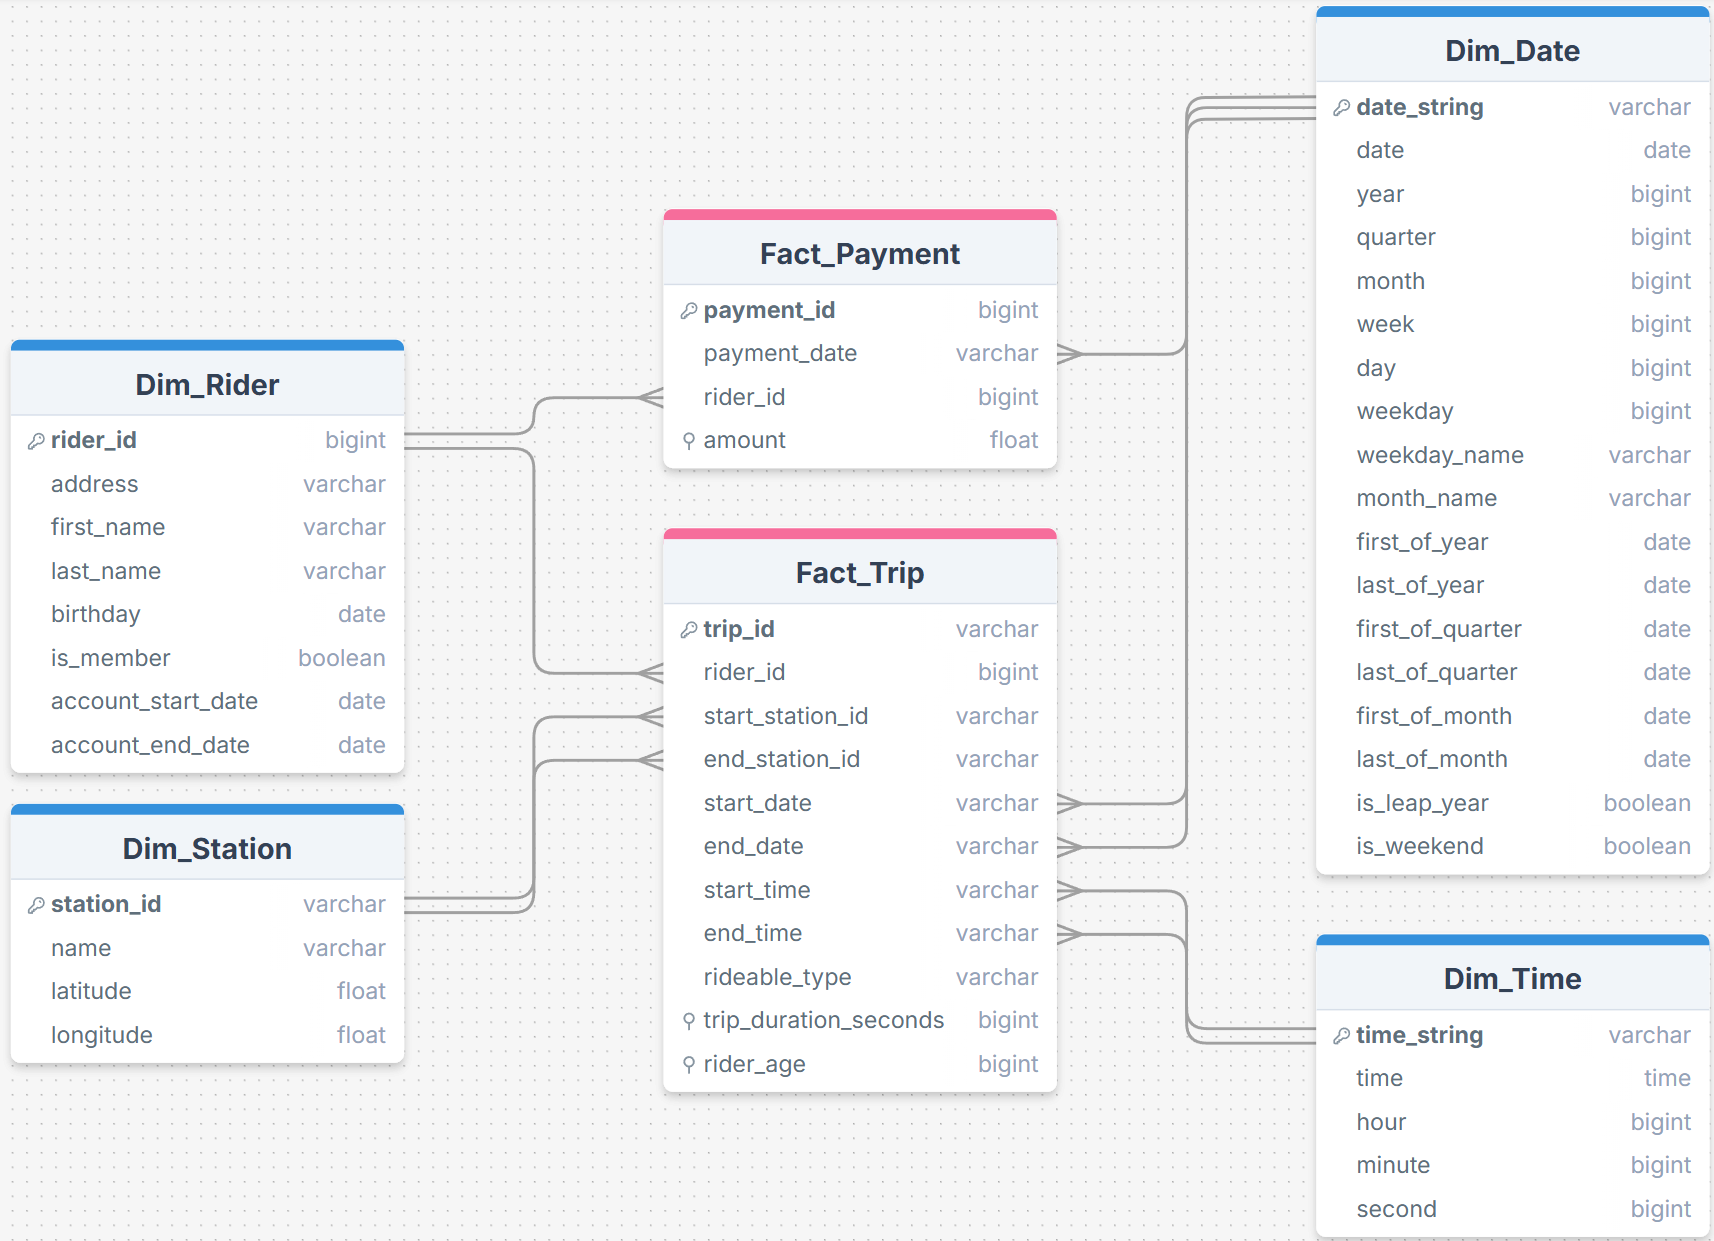 Dim_Rider
rider_id bigint
address varchar
first_name varchar
last_name varchar
birthday date
is_member boolean
account_start_date date
account_end_date date
Dim_Station
station_id varchar
name varchar
latitude float
longitude float
Fact_Payment
payment_id bigint
payment_date varchar
rider_id bigint
amount float
Fact_Trip
trip_id varchar
rider_id bigint
start_station_id varchar
end_station_id varchar
start_date varchar
end_date varchar
start_time varchar
end_time varchar
rideable_type varchar
trip_duration_seconds bigint
rider_age bigint
Dim_Date
date_string varchar
date date
year bigint
quarter bigint
month bigint
week bigint
day bigint
weekday bigint
weekday_name varchar
month_name varchar
first_of_year date
last_of_year date
first_of_quarter date
last_of_quarter date
first_of_month date
last_of_month date
is_leap_year boolean
is_weekend boolean
Dim_Time
time_string varchar
time time
hour bigint
minute bigint
second bigint